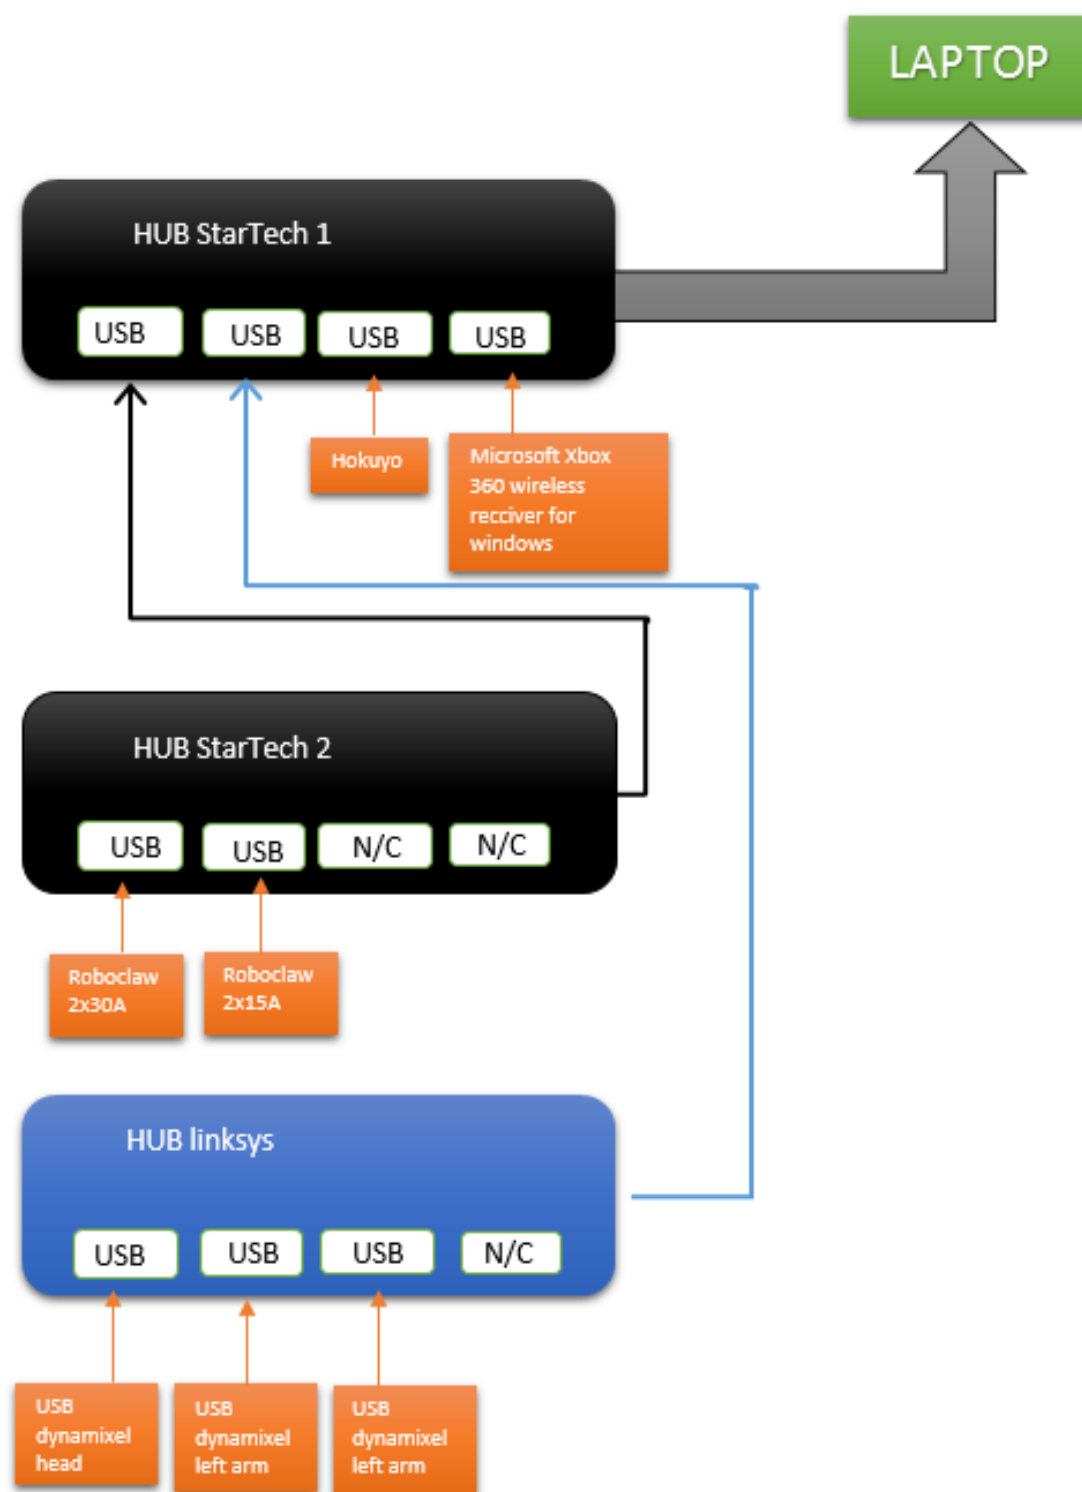 LAPTOP
HUB StarTech 1
USB
USB
USB
USB
Hokuyo
Microsoft Xbox
360 wireless
recciver for
windows
HUB StarTech 2
USB
USB
N/C
N/C
Roboclaw
2x30A
Roboclaw
2x15A
HUB linksys
USB
USB
USB
N/C
USB
dynamixel
head
USB
dynamixel
left arm
USB
dynamixel
left arm